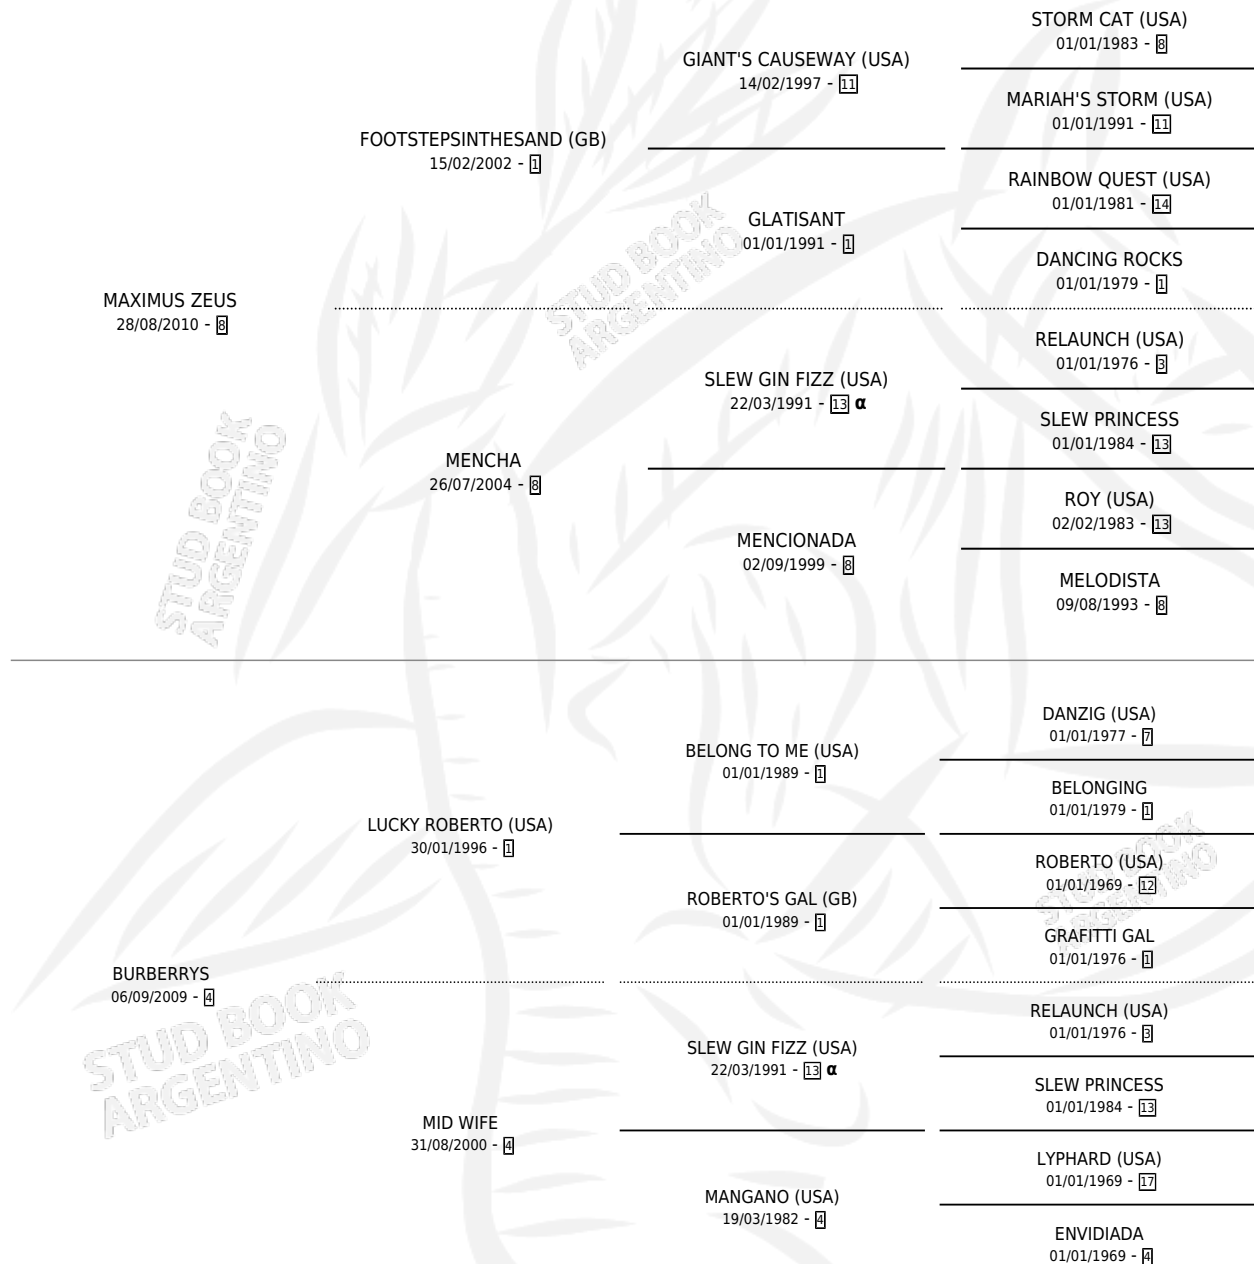 STORM CAT (USA)
01/01/1983 - 8
GIANT'S CAUSEWAY (USA)
14/02/1997 - 11
MARIAH'S STORM (USA)
01/01/1991 - 11
FOOTSTEPSINTHESAND (GB)
15/02/2002 - 1
RAINBOW QUEST (USA)
01/01/1981 - 14
GLATISANT
01/01/1991 - 1
DANCING ROCKS
01/01/1979 - 1
MAXIMUS ZEUS
28/08/2010 - 8
RELAUNCH (USA)
01/01/1976 - 3
SLEW GIN FIZZ (USA)
22/03/1991 - 13 α
SLEW PRINCESS
01/01/1984 - 13
MENCHA
26/07/2004 - 8
ROY (USA)
02/02/1983 - 13
MENCIONADA
02/09/1999 - 8
MELODISTA
09/08/1993 - 8
DANZIG (USA)
01/01/1977 - 7
BELONG TO ME (USA)
01/01/1989 - 1
BELONGING
01/01/1979 - 1
LUCKY ROBERTO (USA)
30/01/1996 - 1
ROBERTO (USA)
01/01/1969 - 12
ROBERTO'S GAL (GB)
01/01/1989 - 1
GRAFITTI GAL
01/01/1976 - 1
BURBERRYS
06/09/2009 - 4
RELAUNCH (USA)
01/01/1976 - 3
SLEW GIN FIZZ (USA)
22/03/1991 - 13 α
SLEW PRINCESS
01/01/1984 - 13
MID WIFE
31/08/2000 - 4
LYPHARD (USA)
01/01/1969 - 17
MANGANO (USA)
19/03/1982 - 4
ENVIDIADA
01/01/1969 - 4
STUD BOOK
ARGENTINO
STUD BOOK
ARGENTINO
STUD BOOK
ARGENTINO
STUD BOOK
ARGENTINO